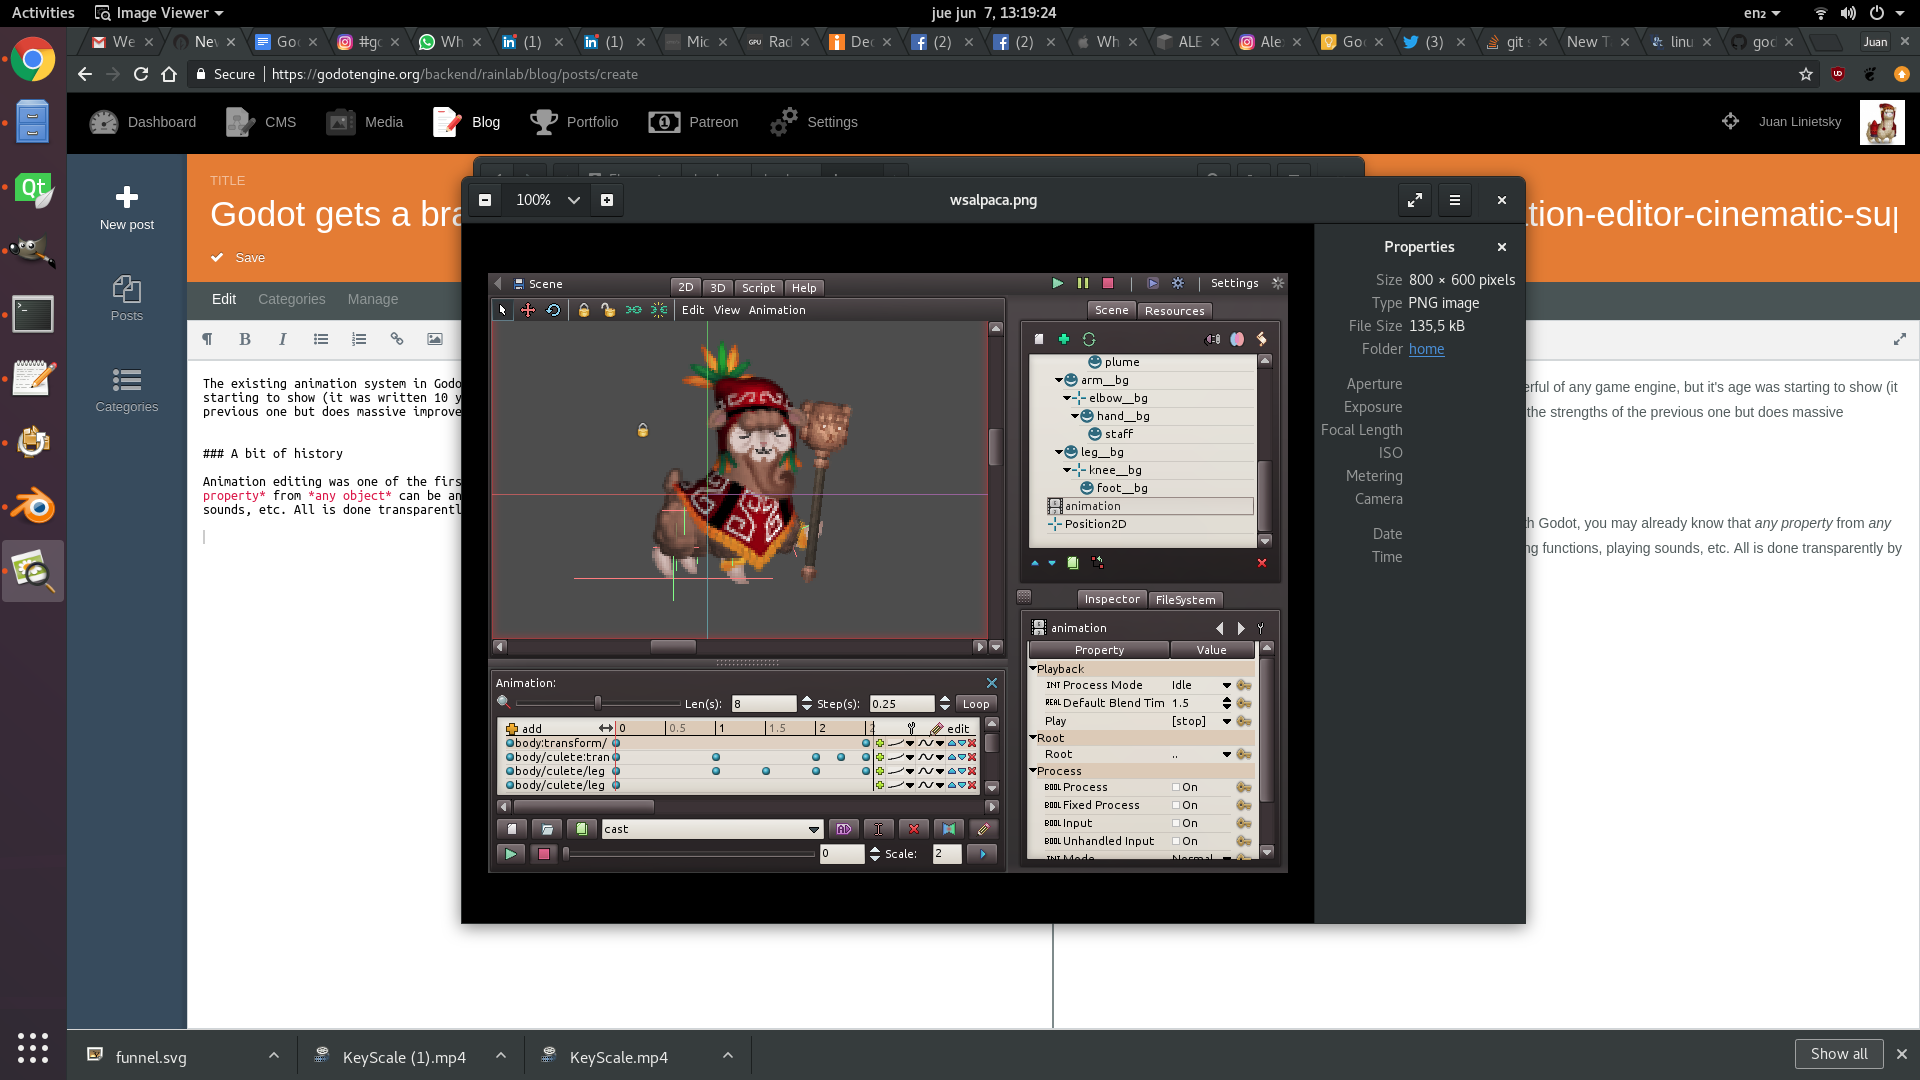 Activities
Image Viewer
jue jun 7, 13:19:24
en₂
We
Nev
Goo
#go
Wh
(1)
(1)
Mic
Rad
Dec
(2)
(2)
Wh
ALE
Ale
Goo
(3)
git s
New T
linu
god
Juan
Secure
https://godotengine.org/backend/rainlab/blog/posts/create
Dashboard
CMS
Media
Blog
Portfolio
Patreon
Settings
Juan Linietsky
New post
Posts
Categories
TITLE
Godot gets a bra
tion-editor-cinematic-sup
Save
Edit
Categories
Manage
The existing animation system in Godo
starting to show (it was written 10 y
previous one but does massive improve
### A bit of history
Animation editing was one of the firs
property* from *any object* can be an
sounds, etc. All is done transparentl
erful of any game engine, but it's age was starting to show (it
the strengths of the previous one but does massive
th Godot, you may already know that any property from any
ng functions, playing sounds, etc. All is done transparently by
100%
wsalpaca.png
Properties
Size 800 × 600 pixels
Type PNG image
File Size 135,5 kB
Folder home
Aperture
Exposure
Focal Length
ISO
Metering
Camera
Date
Time
Scene
2D
3D
Script
Help
Settings
Edit
View
Animation
Scene
Resources
plume
arm__bg
elbow__bg
hand__bg
staff
leg__bg
knee__bg
foot__bg
animation
Position2D
Inspector
FileSystem
animation
Property
Value
Playback
INT Process Mode Idle
REAL Default Blend Tim 1.5
Play [stop]
Root
Root ..
Process
BOOL Process On
BOOL Fixed Process On
BOOL Input On
BOOL Unhandled Input On
INT Mode Normal
Animation:
Len(s): 8
Step(s): 0.25
Loop
add
0 0.5 1 1.5 2 2
edit
body:transform/
body/culete:tran
body/culete/leg
body/culete/leg
cast
0
Scale: 2
funnel.svg
KeyScale (1).mp4
KeyScale.mp4
Show all